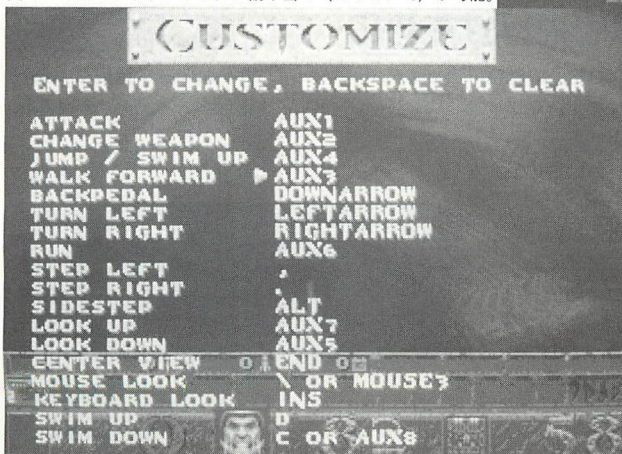 CUSTOMIZE
ENTER TO CHANGE, BACKSPACE TO CLEAR
ATTACK AUX1
CHANGE WEAPON AUX2
JUMP / SWIM UP AUX4
WALK FORWARD AUX3
BACKPEDAL DOWNARROW
TURN LEFT LEFTARROW
TURN RIGHT RIGHTARROW
RUN AUX6
STEP LEFT ,
STEP RIGHT .
SIDESTEP ALT
LOOK UP AUX7
LOOK DOWN AUX5
CENTER VIEW END
MOUSE LOOK \ OR MOUSE3
KEYBOARD LOOK INS
SWIM UP D
SWIM DOWN C OR AUX8
58